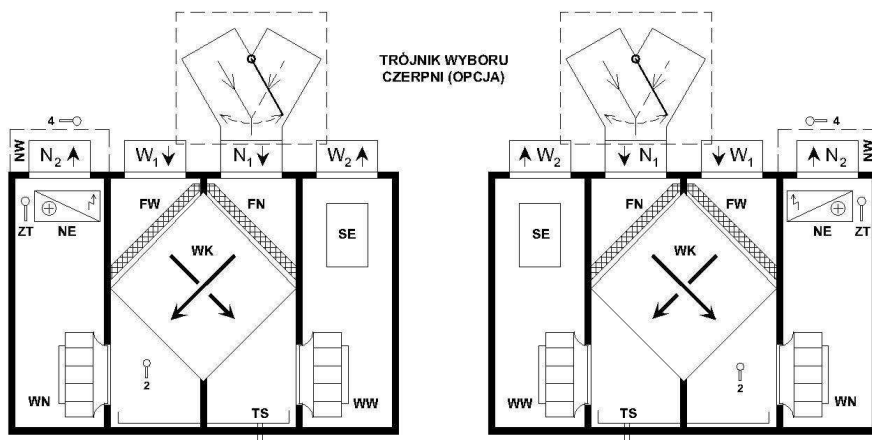 TRÓJNIK WYBORU
CZERPNI (OPCJA)
4
NW
N2
W1
N1
W2
ZT
NE
FW
FN
WK
SE
WN
2
TS
WW
4
NW
W2
N1
W1
N2
SE
FN
FW
WK
NE
ZT
WW
TS
2
WN